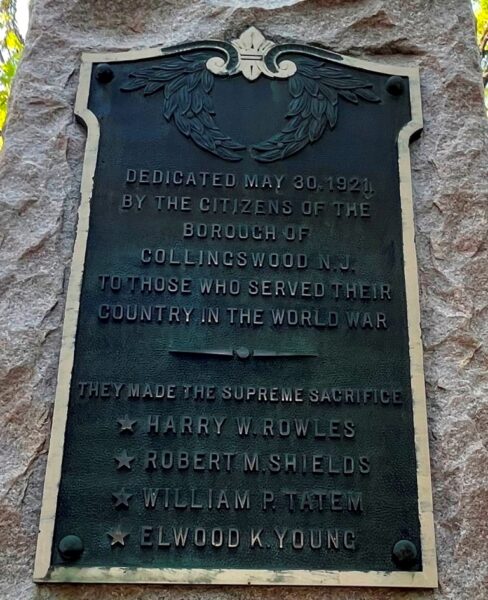 DEDICATED MAY 30, 1921
BY THE CITIZENS OF THE
BOROUGH OF
COLLINGSWOOD N.J.
TO THOSE WHO SERVED THEIR
COUNTRY IN THE WORLD WAR
THEY MADE THE SUPREME SACRIFICE
HARRY W. ROWLES
ROBERT M. SHIELDS
WILLIAM P. TATEM
ELWOOD K. YOUNG